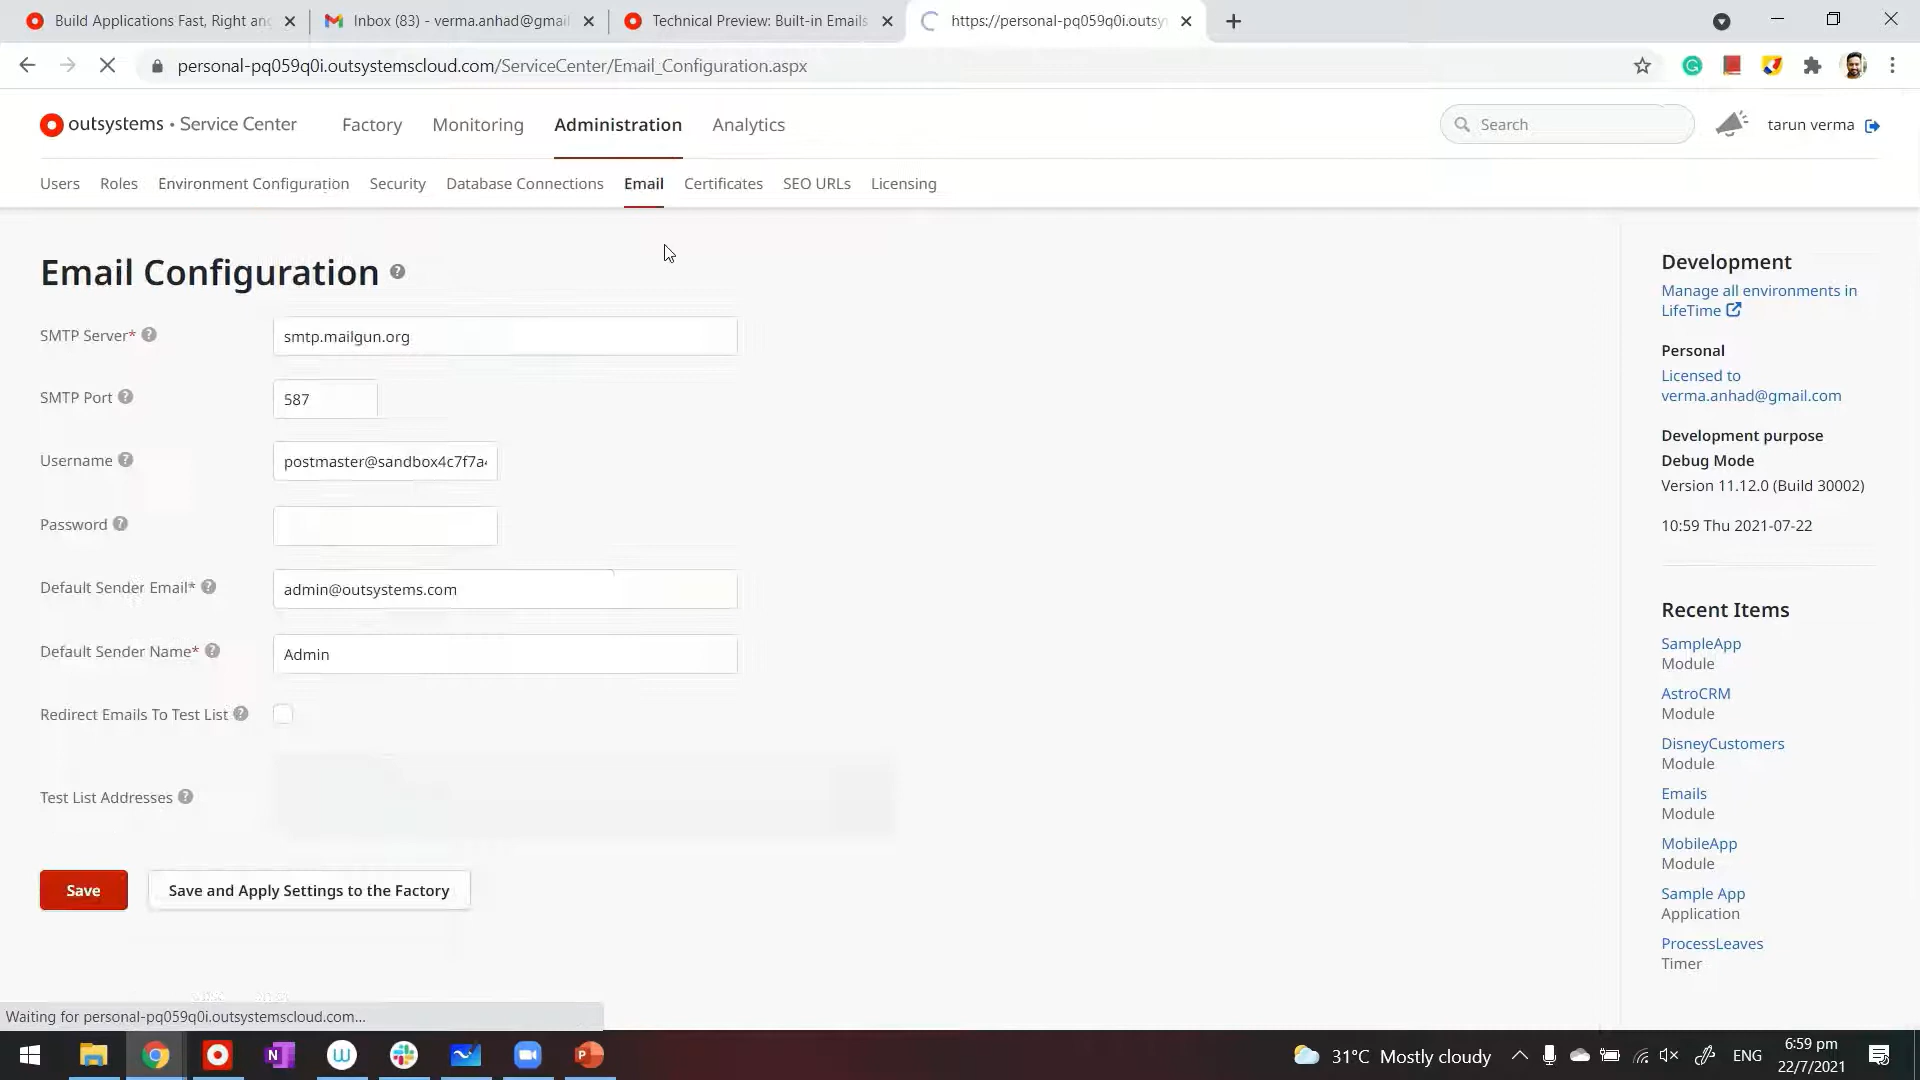 Build Applications Fast, Right an
Inbox (83) - verma.anhad@gmail
Technical Preview: Built-in Emails
https://personal-pq059q0i.outsy
personal-pq059q0i.outsystemscloud.com/ServiceCenter/Email_Configuration.aspx
outsystems • Service Center
Factory
Monitoring
Administration
Analytics
Search
tarun verma
Users
Roles
Environment Configuration
Security
Database Connections
Email
Certificates
SEO URLs
Licensing
Email Configuration ?
SMTP Server* ?
smtp.mailgun.org
SMTP Port ?
587
Username ?
postmaster@sandbox4c7f7a
Password ?
Default Sender Email* ?
admin@outsystems.com
Default Sender Name* ?
Admin
Redirect Emails To Test List ?
Test List Addresses ?
Save
Save and Apply Settings to the Factory
Development
Manage all environments in
LifeTime
Personal
Licensed to
verma.anhad@gmail.com
Development purpose
Debug Mode
Version 11.12.0 (Build 30002)
10:59 Thu 2021-07-22
Recent Items
SampleApp
Module
AstroCRM
Module
DisneyCustomers
Module
Emails
Module
MobileApp
Module
Sample App
Application
ProcessLeaves
Timer
Waiting for personal-pq059q0i.outsystemscloud.com...
31°C Mostly cloudy
ENG
6:59 pm
22/7/2021